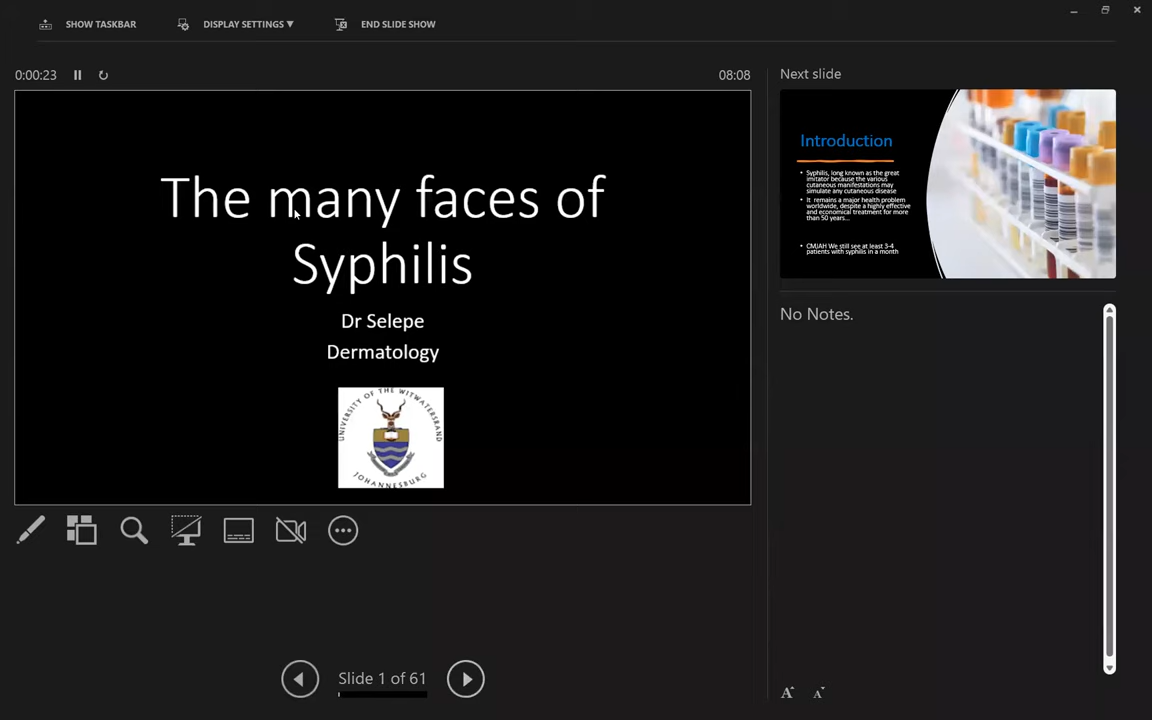 SHOW TASKBAR
DISPLAY SETTINGS ▼
END SLIDE SHOW
0:00:23
08:08
The many faces of
Syphilis
Dr Selepe
Dermatology
UNIVERSITY OF THE WITWATERSRAND
JOHANNESBURG
Slide 1 of 61
Next slide
Introduction
• Syphilis, long known as the great
imitator because the various
cutaneous manifestations may
simulate any cutaneous disease
• It remains a major health problem
worldwide, despite a highly effective
and economical treatment for more
than 50 years...
• CMJAH We still see at least 3-4
patients with syphilis in a month
No Notes.
A A